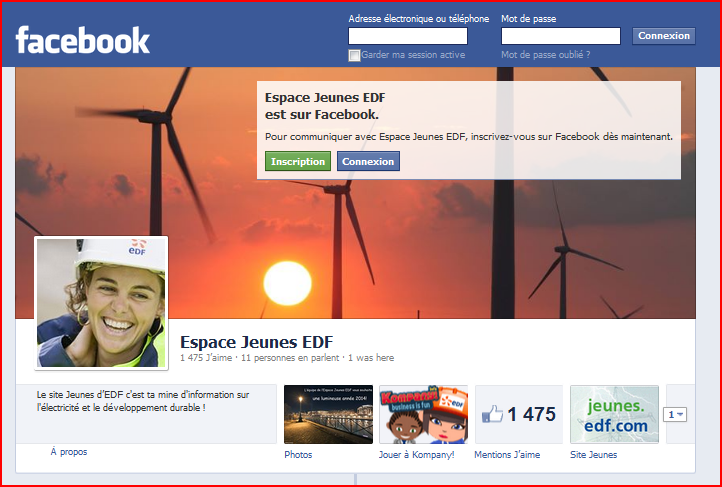 facebook
Adresse électronique ou téléphone
Mot de passe
Connexion
Garder ma session active
Mot de passe oublié ?
Espace Jeunes EDF
est sur Facebook.
Pour communiquer avec Espace Jeunes EDF, inscrivez-vous sur Facebook dès maintenant.
Inscription
Connexion
eDF
Espace Jeunes EDF
1 475 J'aime · 11 personnes en parlent · 1 was here
Le site Jeunes d'EDF c'est ta mine d'information sur
l'électricité et le développement durable !
À propos
L'équipe de l'Espace Jeunes EDF vous souhaite
une lumineuse année 2014!
Photos
Kompany!
business is fun
eDF
Jouer à Kompany!
1 475
Mentions J'aime
jeunes.
edf.com
Site Jeunes
1